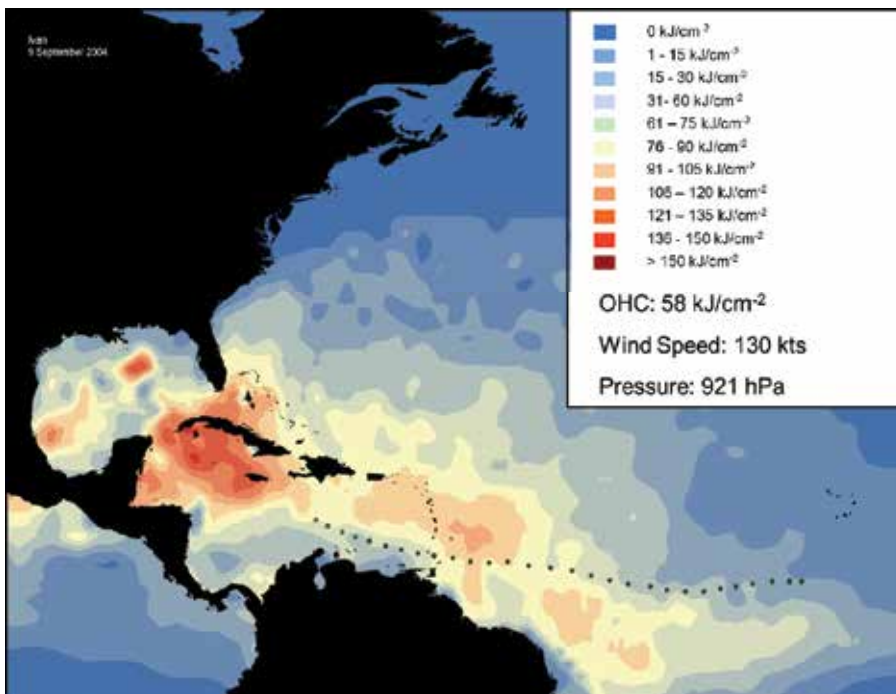 Ivan
9 September 2004
0 kJ/cm⁻²
1 - 15 kJ/cm⁻²
15 - 30 kJ/cm⁻²
31- 60 kJ/cm⁻²
61 – 75 kJ/cm⁻²
76 - 90 kJ/cm⁻²
91 - 105 kJ/cm⁻²
106 – 120 kJ/cm⁻²
121 – 135 kJ/cm⁻²
136 - 150 kJ/cm⁻²
> 150 kJ/cm⁻²
OHC: 58 kJ/cm⁻²
Wind Speed: 130 kts
Pressure: 921 hPa